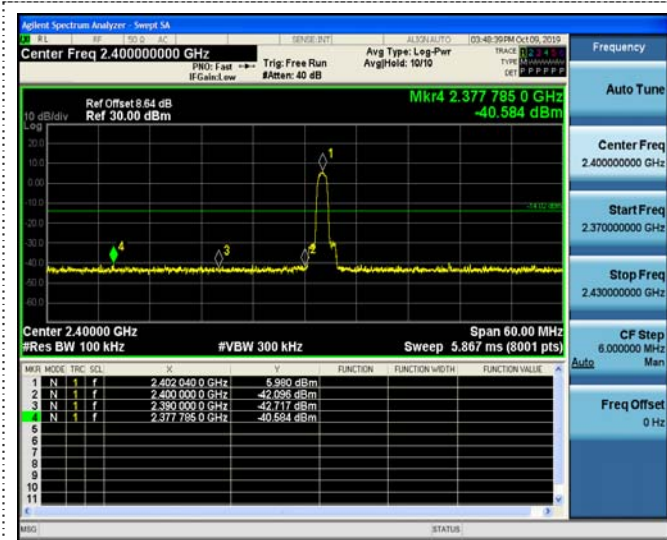 Agilent Spectrum Analyzer - Swept SA
RL RF 50 Ω AC SENSE:INT ALIGN AUTO 03:48:39 PM Oct 09, 2019
Center Freq 2.400000000 GHz
PNO: Fast Trig: Free Run
IFGain:Low #Atten: 40 dB
Avg Type: Log-Pwr
Avg|Hold: 10/10
TRACE 1 2 3 4 5 6
TYPE M
DET P P P P P P
Ref Offset 8.64 dB
10 dB/div Ref 30.00 dBm
Log
Mkr4 2.377 785 0 GHz
-40.584 dBm
20.0
10.0
0.00
-10.0
-20.0
-30.0
-40.0
-50.0
-60.0
1
2
3
4
-14.02 dBm
Center 2.40000 GHz Span 60.00 MHz
#Res BW 100 kHz #VBW 300 kHz Sweep 5.867 ms (8001 pts)
MKR MODE TRC SCL X Y FUNCTION FUNCTION WIDTH FUNCTION VALUE
1 N 1 f 2.402 040 0 GHz 5.980 dBm
2 N 1 f 2.400 000 0 GHz -42.096 dBm
3 N 1 f 2.390 000 0 GHz -42.717 dBm
4 N 1 f 2.377 785 0 GHz -40.584 dBm
5
6
7
8
9
10
11
MSG STATUS
Frequency
Auto Tune
Center Freq
2.400000000 GHz
Start Freq
2.370000000 GHz
Stop Freq
2.430000000 GHz
CF Step
6.000000 MHz
Auto Man
Freq Offset
0 Hz